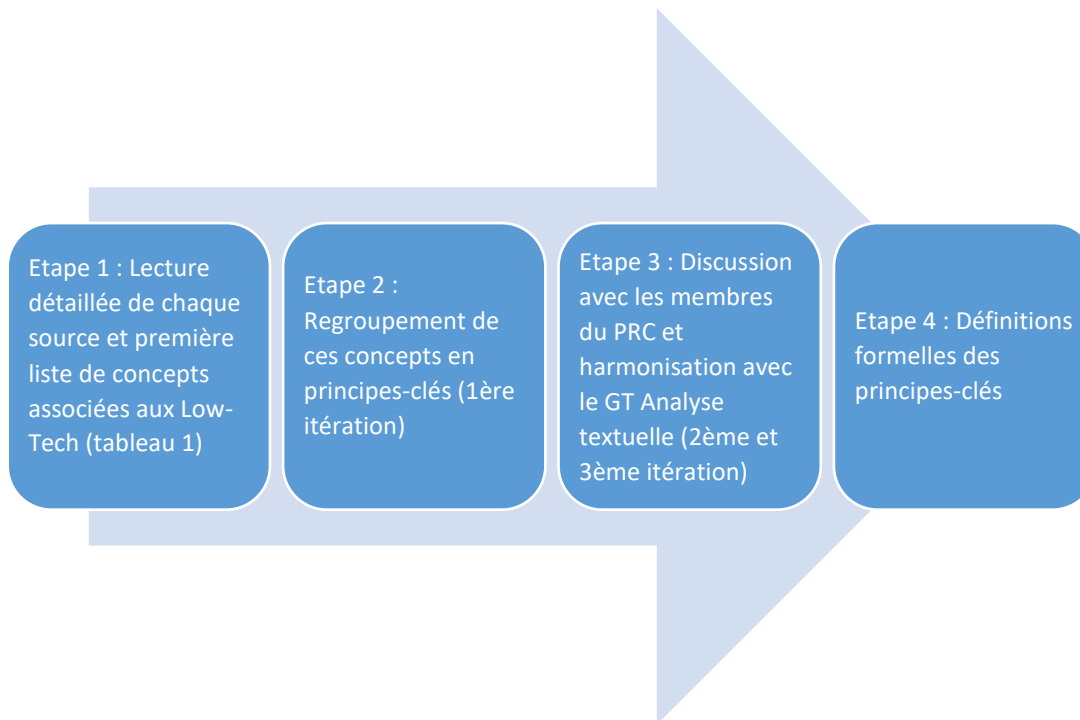 Etape 1 : Lecture
détaillée de chaque
source et première
liste de concepts
associées aux Low-
Tech (tableau 1)
Etape 2 :
Regroupement de
ces concepts en
principes-clés (1ère
itération)
Etape 3 : Discussion
avec les membres
du PRC et
harmonisation avec
le GT Analyse
textuelle (2ème et
3ème itération)
Etape 4 : Définitions
formelles des
principes-clés